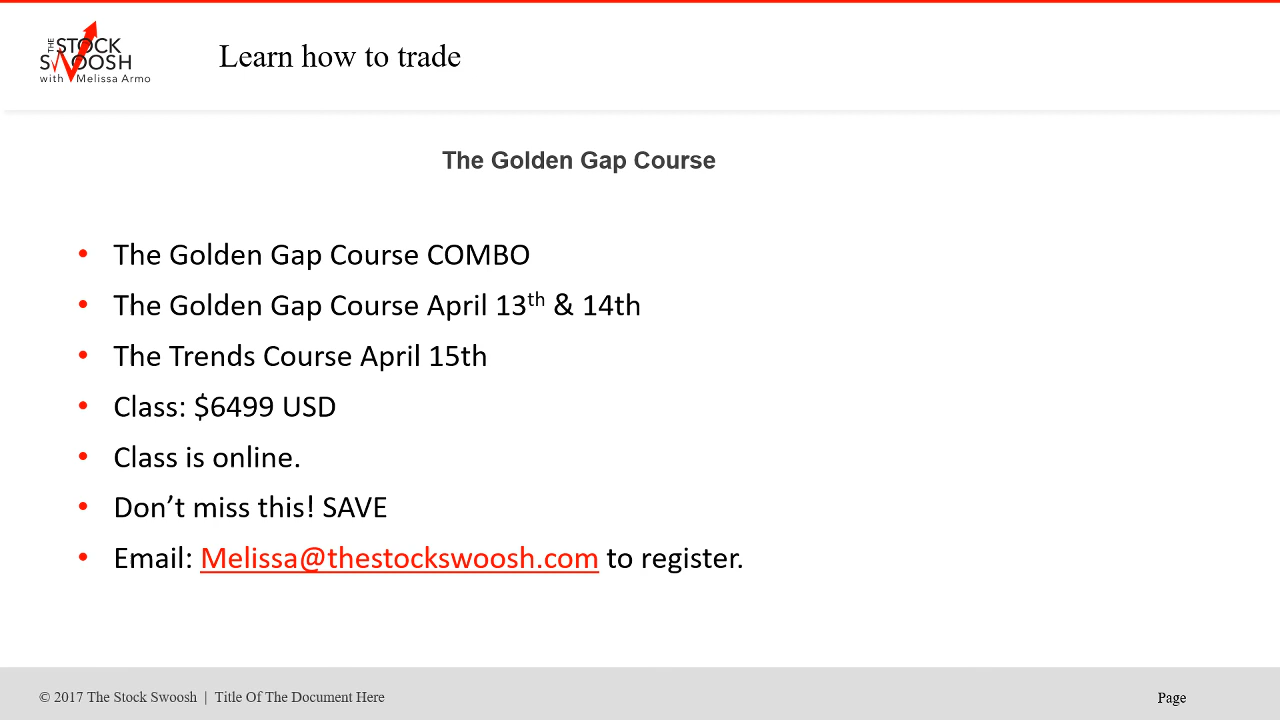 THE STOCK
SWOOSH
with Melissa Armo
Learn how to trade
The Golden Gap Course
• The Golden Gap Course COMBO
• The Golden Gap Course April 13th & 14th
• The Trends Course April 15th
• Class: $6499 USD
• Class is online.
• Don’t miss this! SAVE
• Email: Melissa@thestockswoosh.com to register.
© 2017 The Stock Swoosh | Title Of The Document Here
Page